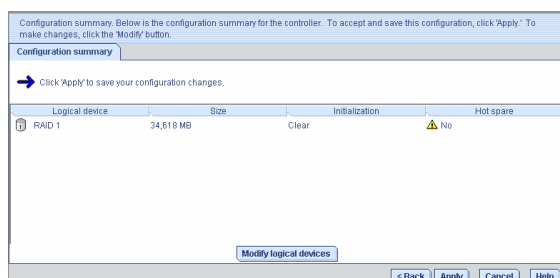 Configuration summary. Below is the configuration summary for the controller. To accept and save this configuration, click 'Apply.' To
make changes, click the 'Modify' button.
Configuration summary
Click 'Apply' to save your configuration changes.
Logical device Size Initialization Hot spare
RAID 1 34,618 MB Clear No
Modify logical devices
< Back Apply Cancel Help